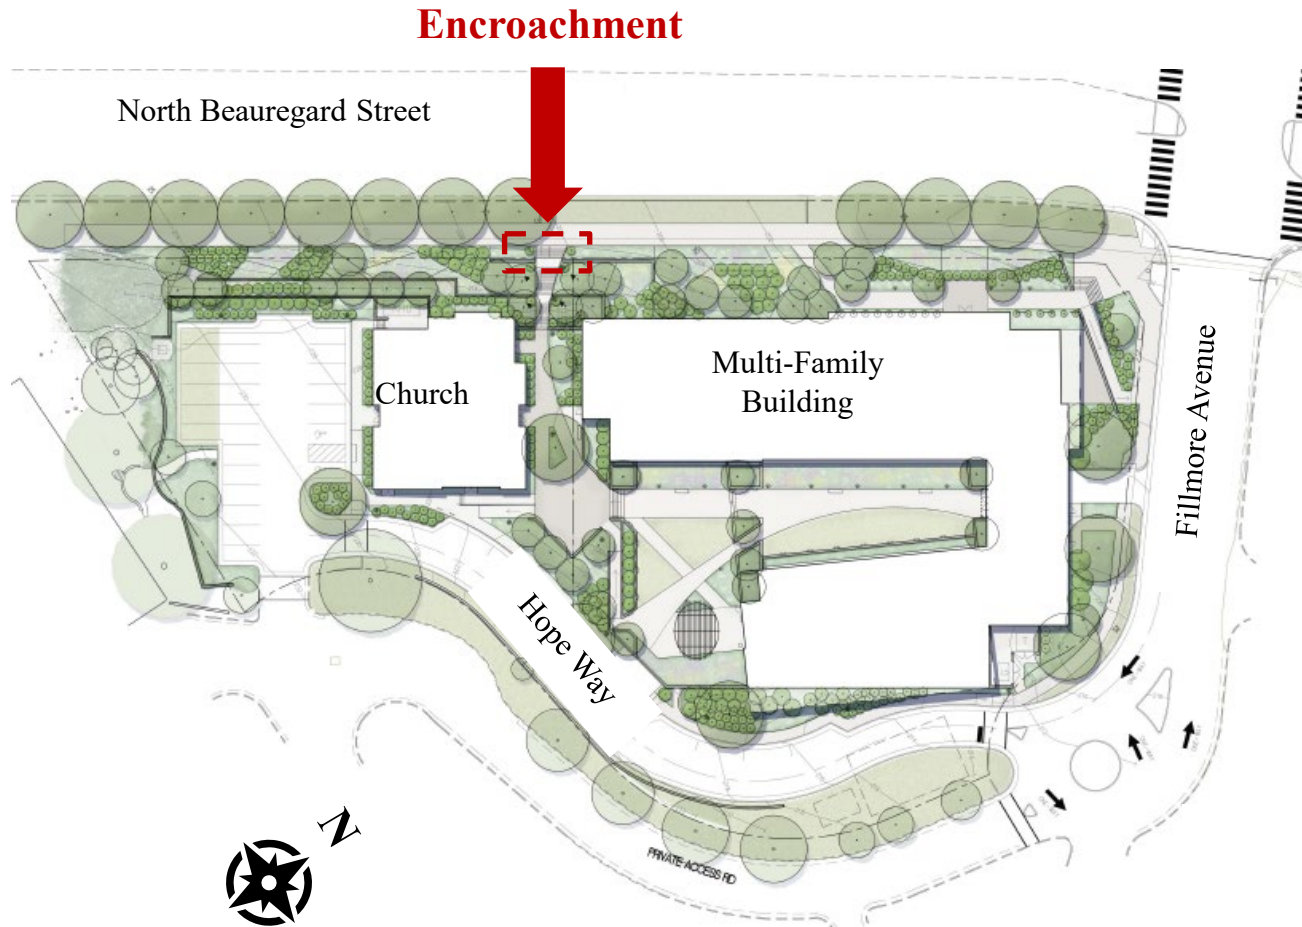 Encroachment
North Beauregard Street
Church
Multi-Family
Building
Fillmore Avenue
Hope Way
N
PRIVATE ACCESS RD